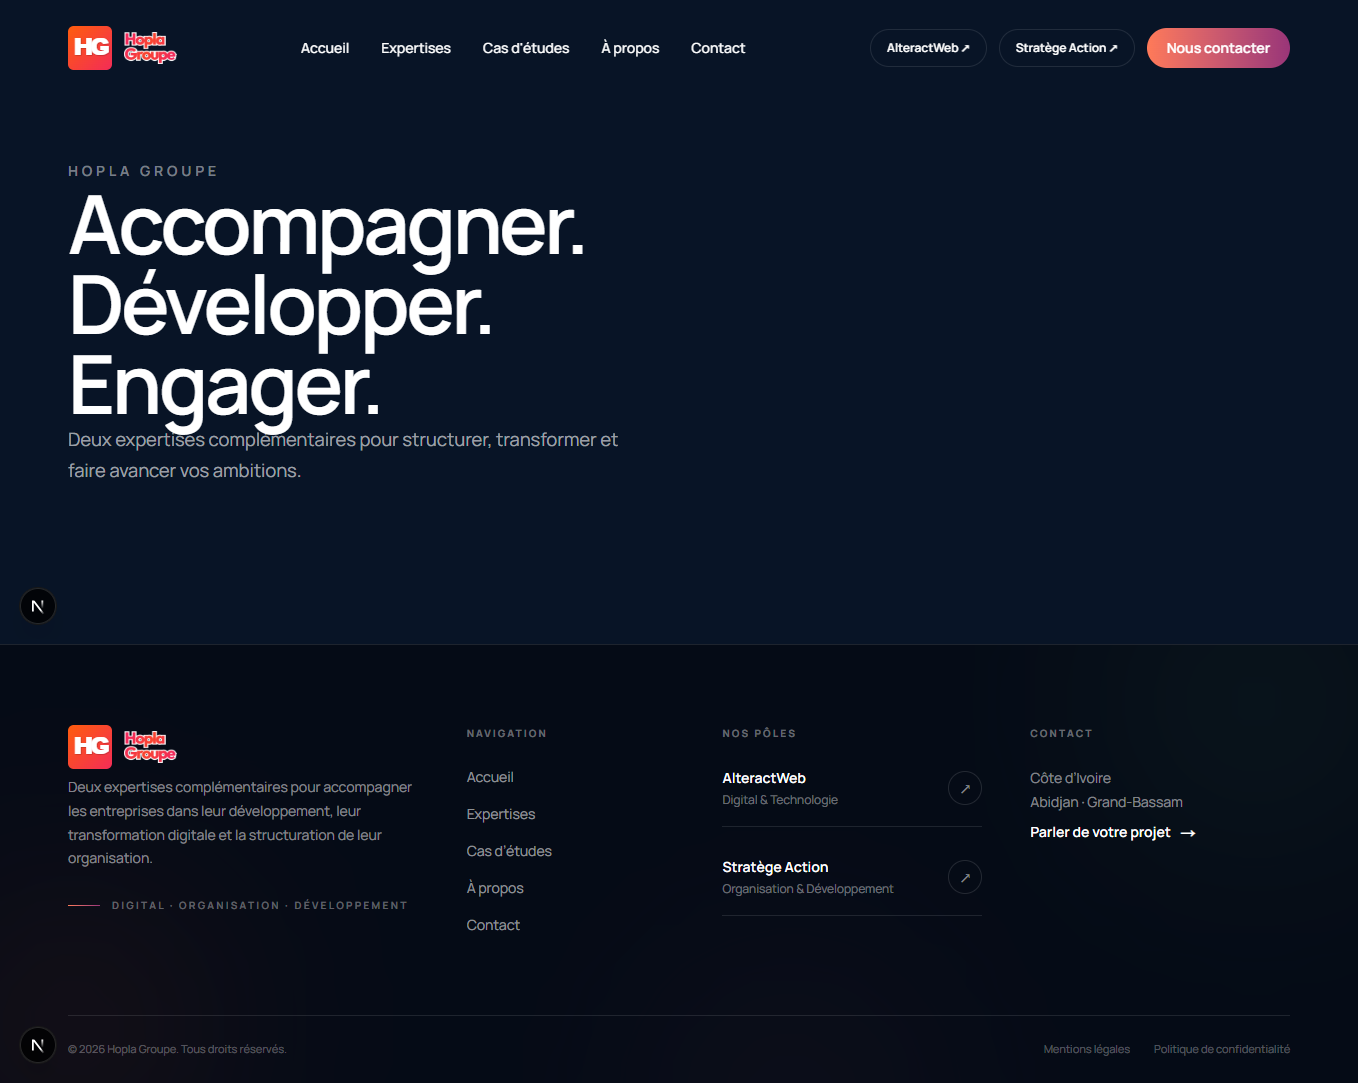 HG Hopla Groupe
Accueil Expertises Cas d'études À propos Contact AlteractWeb ↗ Stratège Action ↗ Nous contacter
HOPLA GROUPE
Accompagner.
Développer.
Engager.
Deux expertises complémentaires pour structurer, transformer et
faire avancer vos ambitions.
N
HG Hopla Groupe
Deux expertises complémentaires pour accompagner
les entreprises dans leur développement, leur
transformation digitale et la structuration de leur
organisation.
DIGITAL · ORGANISATION · DÉVELOPPEMENT
NAVIGATION
Accueil
Expertises
Cas d'études
À propos
Contact
NOS PÔLES
AlteractWeb ↗
Digital & Technologie
Stratège Action ↗
Organisation & Développement
CONTACT
Côte d'Ivoire
Abidjan · Grand-Bassam
Parler de votre projet →
N
© 2026 Hopla Groupe. Tous droits réservés.
Mentions légales Politique de confidentialité